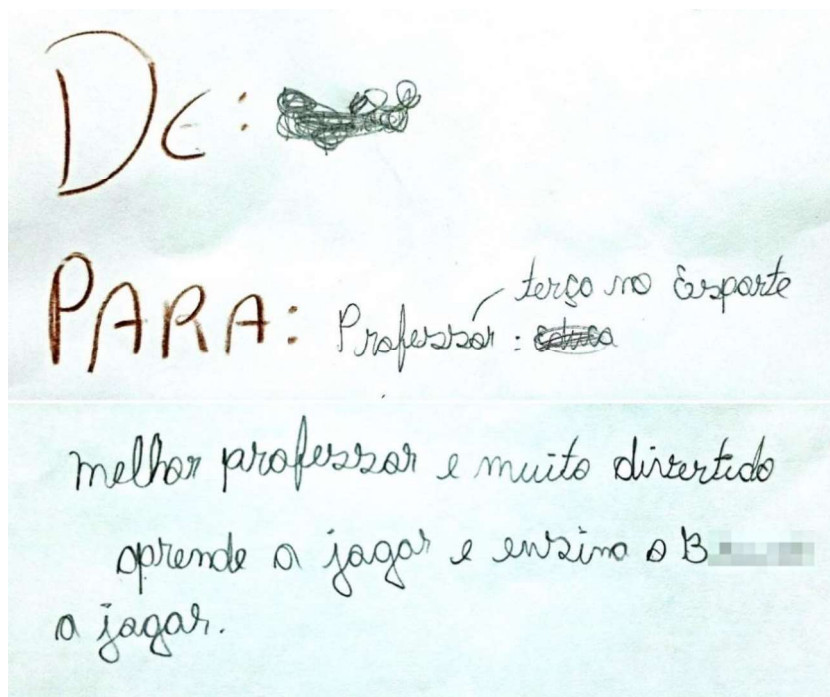 De:
terço no Esporte
PARA: Professor:
melhor professor e muito divertido
aprende a jogar e ensina o B
a jogar.